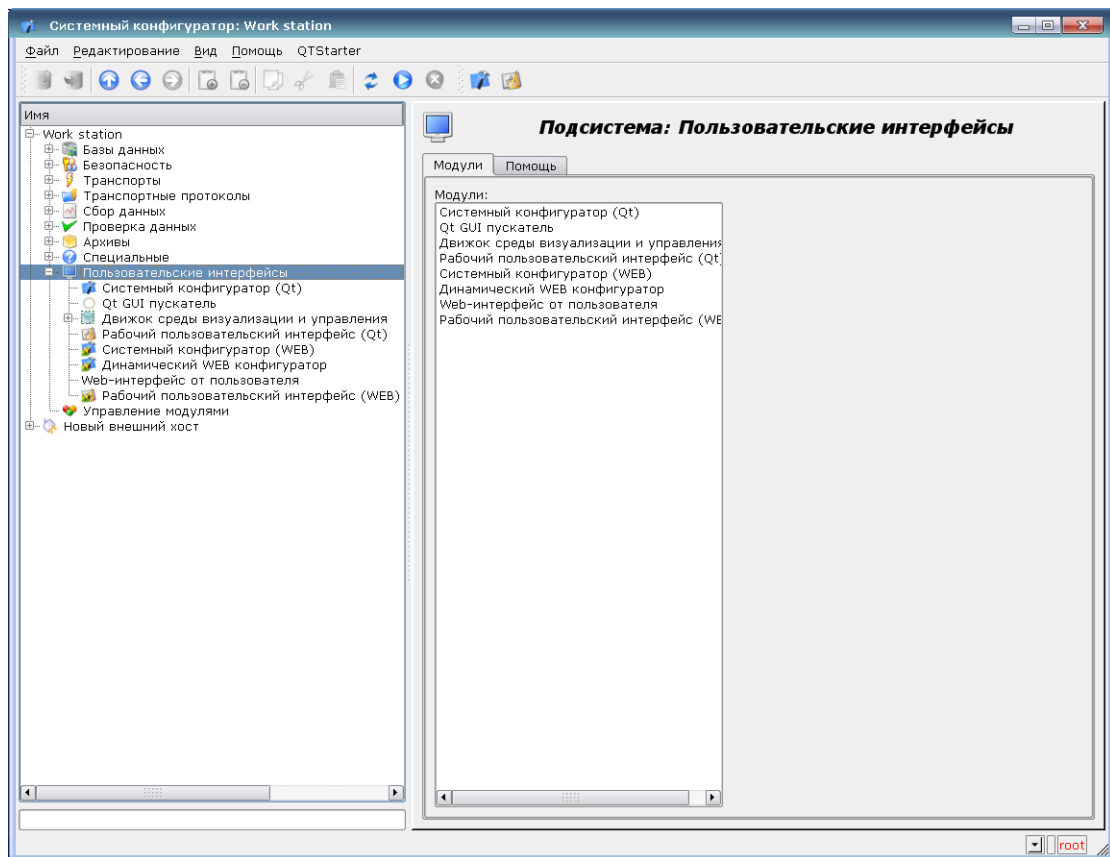 Системный конфигуратор: Work station
Файл Редактирование Вид Помощь QTStarter
Имя
Work station
Базы данных
Безопасность
Транспорты
Транспортные протоколы
Сбор данных
Проверка данных
Архивы
Специальные
Пользовательские интерфейсы
Системный конфигуратор (Qt)
Qt GUI пускатель
Движок среды визуализации и управления
Рабочий пользовательский интерфейс (Qt)
Системный конфигуратор (WEB)
Динамический WEB конфигуратор
Web-интерфейс от пользователя
Рабочий пользовательский интерфейс (WEB)
Управление модулями
Новый внешний хост
Подсистема: Пользовательские интерфейсы
Модули Помощь
Модули:
Системный конфигуратор (Qt)
Qt GUI пускатель
Движок среды визуализации и управления
Рабочий пользовательский интерфейс (Qt)
Системный конфигуратор (WEB)
Динамический WEB конфигуратор
Web-интерфейс от пользователя
Рабочий пользовательский интерфейс (WE
root